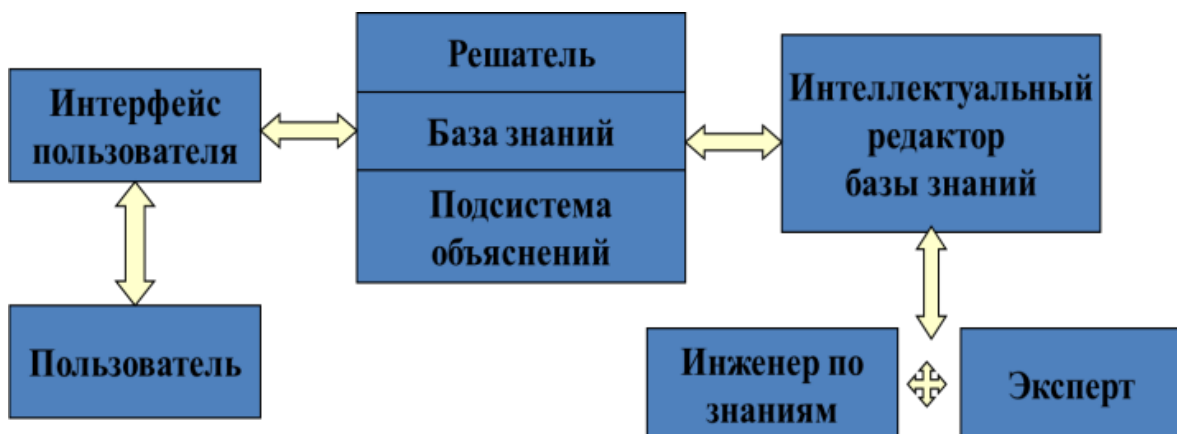 Интерфейс
пользователя
Пользователь
Решатель
База знаний
Подсистема
объяснений
Интеллектуальный
редактор
базы знаний
Инженер по
знаниям
Эксперт